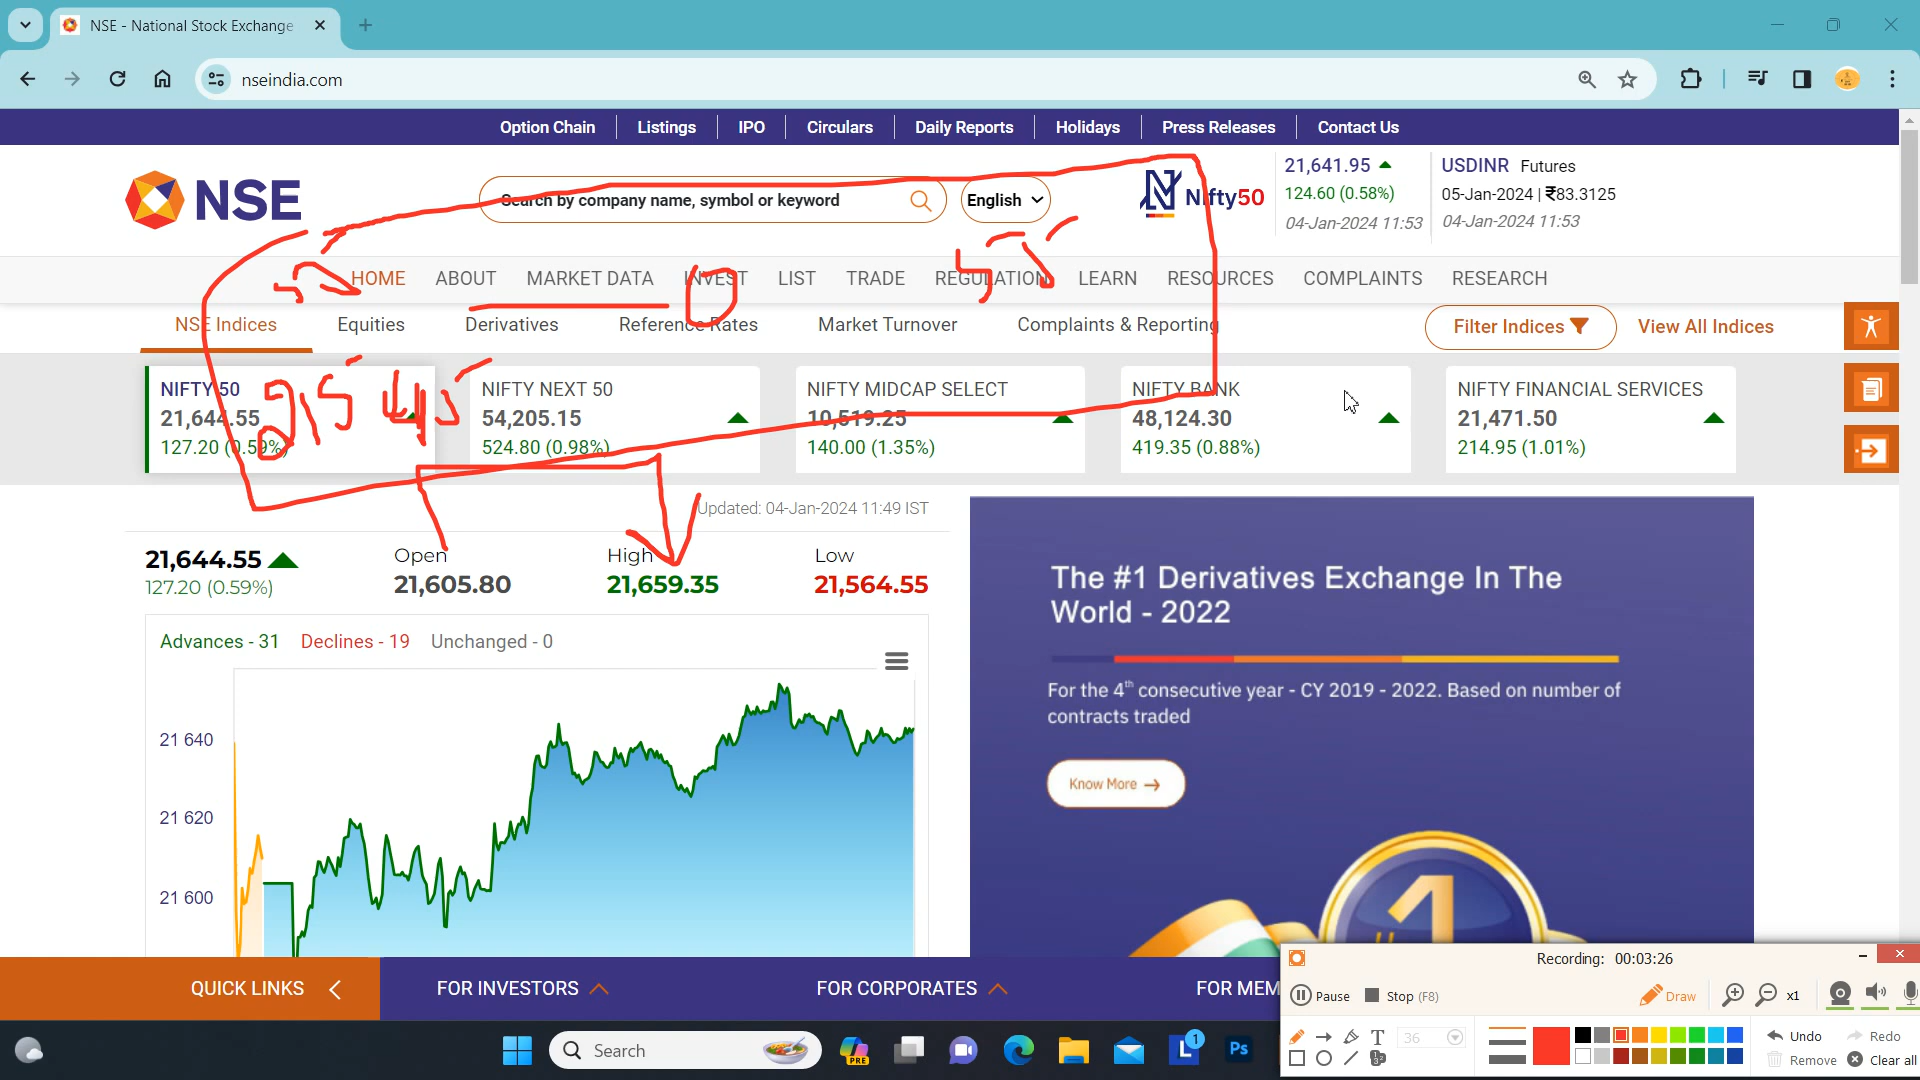 NSE - National Stock Exchange
nseindia.com
Option Chain Listings IPO Circulars Daily Reports Holidays Press Releases Contact Us
NSE
Search by company name, symbol or keyword
English
Nifty50
21,641.95
124.60 (0.58%)
04-Jan-2024 11:53
USDINR Futures
05-Jan-2024 | ₹83.3125
04-Jan-2024 11:53
HOME ABOUT MARKET DATA INVEST LIST TRADE REGULATION LEARN RESOURCES COMPLAINTS RESEARCH
NSE Indices Equities Derivatives Reference Rates Market Turnover Complaints & Reporting
Filter Indices View All Indices
NIFTY 50
21,644.55
127.20 (0.59%)
NIFTY NEXT 50
54,205.15
524.80 (0.98%)
NIFTY MIDCAP SELECT
10,519.25
140.00 (1.35%)
NIFTY BANK
48,124.30
419.35 (0.88%)
NIFTY FINANCIAL SERVICES
21,471.50
214.95 (1.01%)
Updated: 04-Jan-2024 11:49 IST
21,644.55
127.20 (0.59%)
Open
21,605.80
High
21,659.35
Low
21,564.55
Advances - 31 Declines - 19 Unchanged - 0
21 640
21 620
21 600
The #1 Derivatives Exchange In The
World - 2022
For the 4th consecutive year - CY 2019 - 2022. Based on number of
contracts traded
Know More
QUICK LINKS FOR INVESTORS FOR CORPORATES FOR MEM
Recording: 00:03:26
Pause Stop (F8) Draw x1
T 36 Undo Redo
Remove Clear all
Search
PRE
L 1
Ps